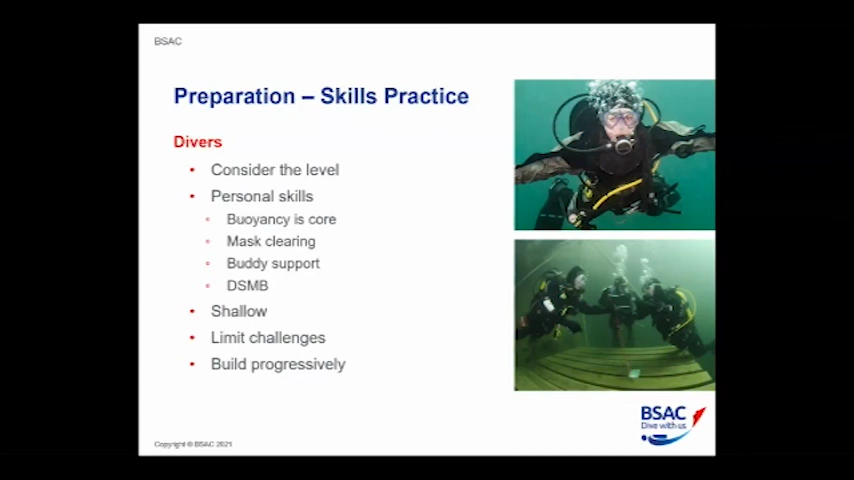 BSAC
Preparation – Skills Practice
Divers
• Consider the level
• Personal skills
◦ Buoyancy is core
◦ Mask clearing
◦ Buddy support
◦ DSMB
• Shallow
• Limit challenges
• Build progressively
BSAC
Dive with us
Copyright © BSAC 2021